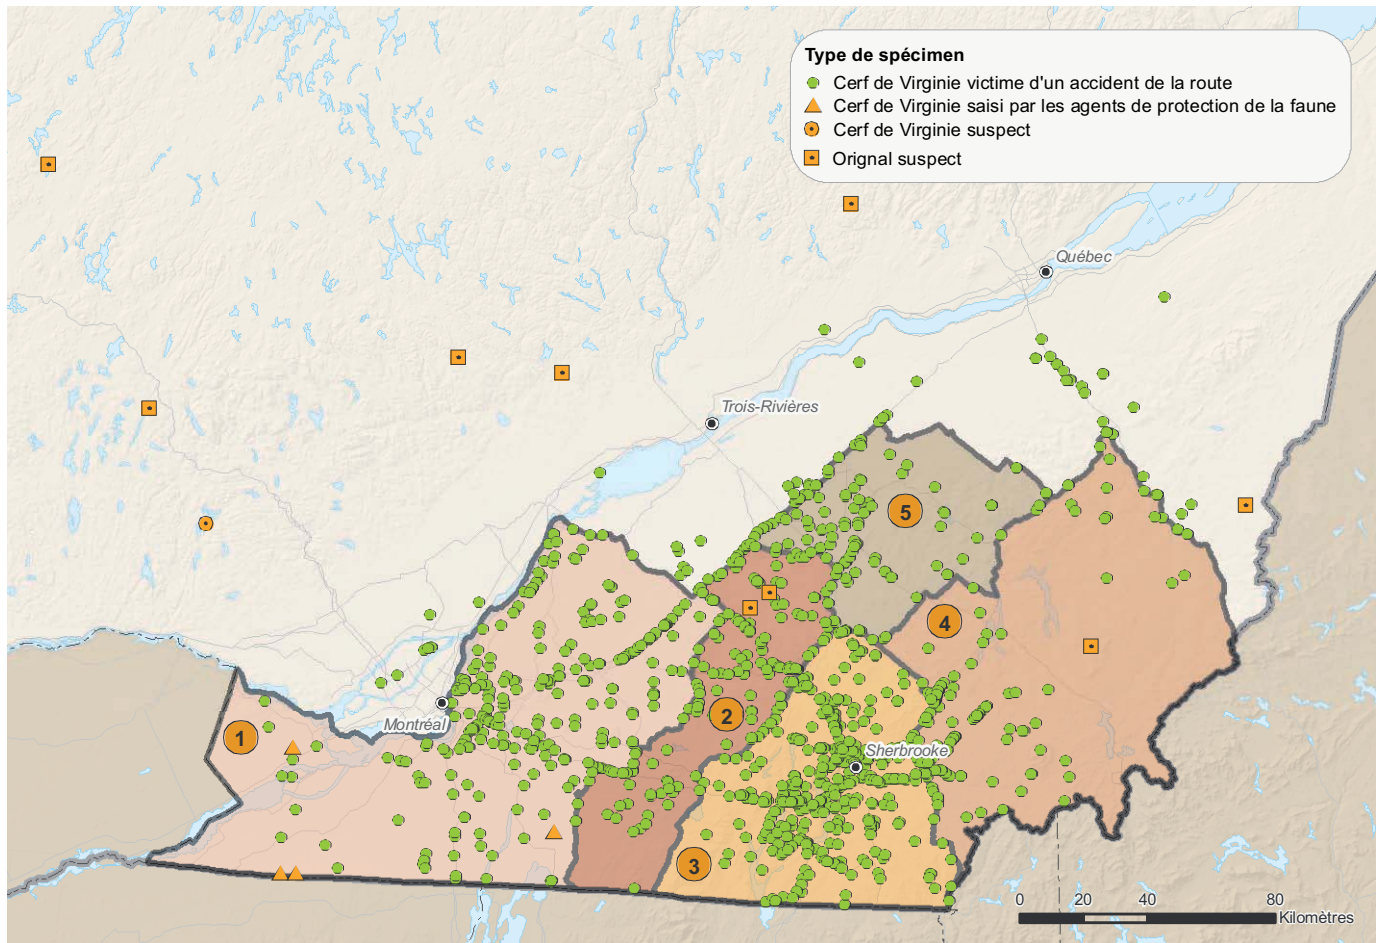 Type de spécimen
Cerf de Virginie victime d'un accident de la route
Cerf de Virginie saisi par les agents de protection de la faune
Cerf de Virginie suspect
Orignal suspect
Québec
Trois-Rivières
5
4
1
2
Montréal
Sherbrooke
3
0 20 40 80
Kilomètres